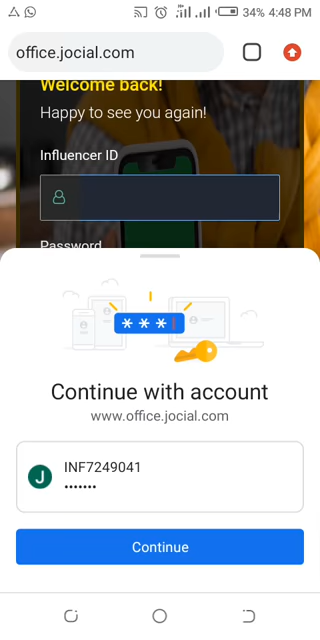 34% 4:48 PM
office.jocial.com
Welcome back!
Happy to see you again!
Influencer ID
Password
***
Continue with account
www.office.jocial.com
J
INF7249041
•••••••
Continue